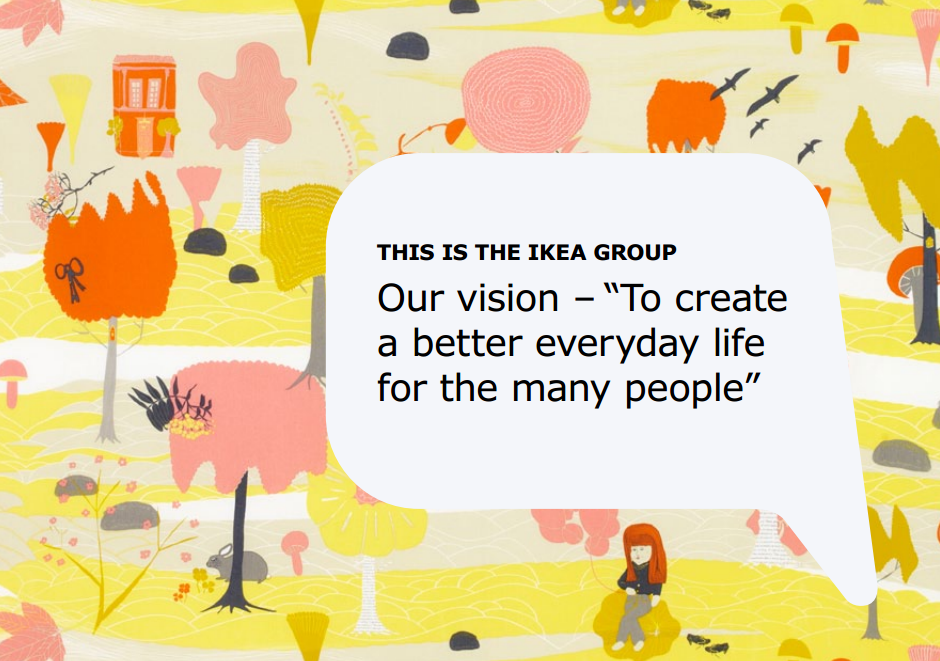 THIS IS THE IKEA GROUP
Our vision – “To create
a better everyday life
for the many people”